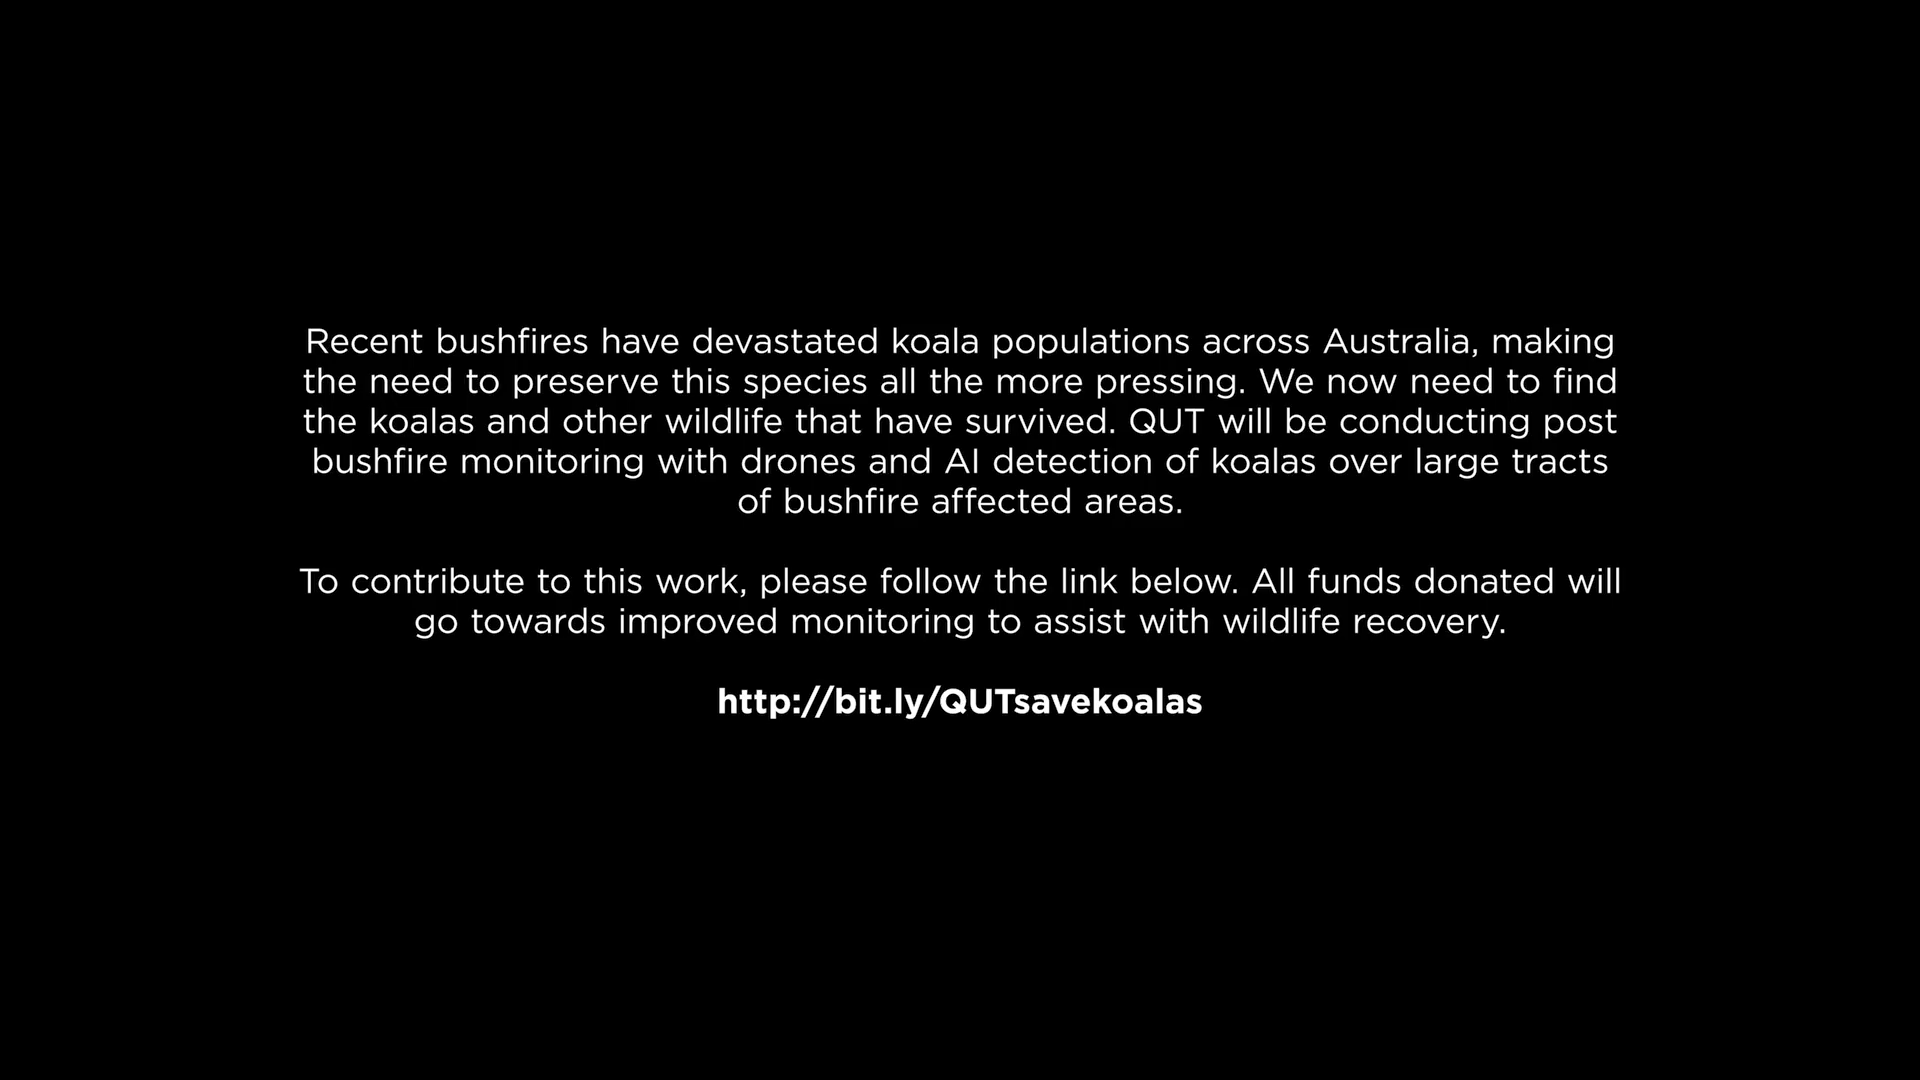 Recent bushfires have devastated koala populations across Australia, making
the need to preserve this species all the more pressing. We now need to find
the koalas and other wildlife that have survived. QUT will be conducting post
bushfire monitoring with drones and AI detection of koalas over large tracts
of bushfire affected areas.
To contribute to this work, please follow the link below. All funds donated will
go towards improved monitoring to assist with wildlife recovery.
http://bit.ly/QUTsavekoalas